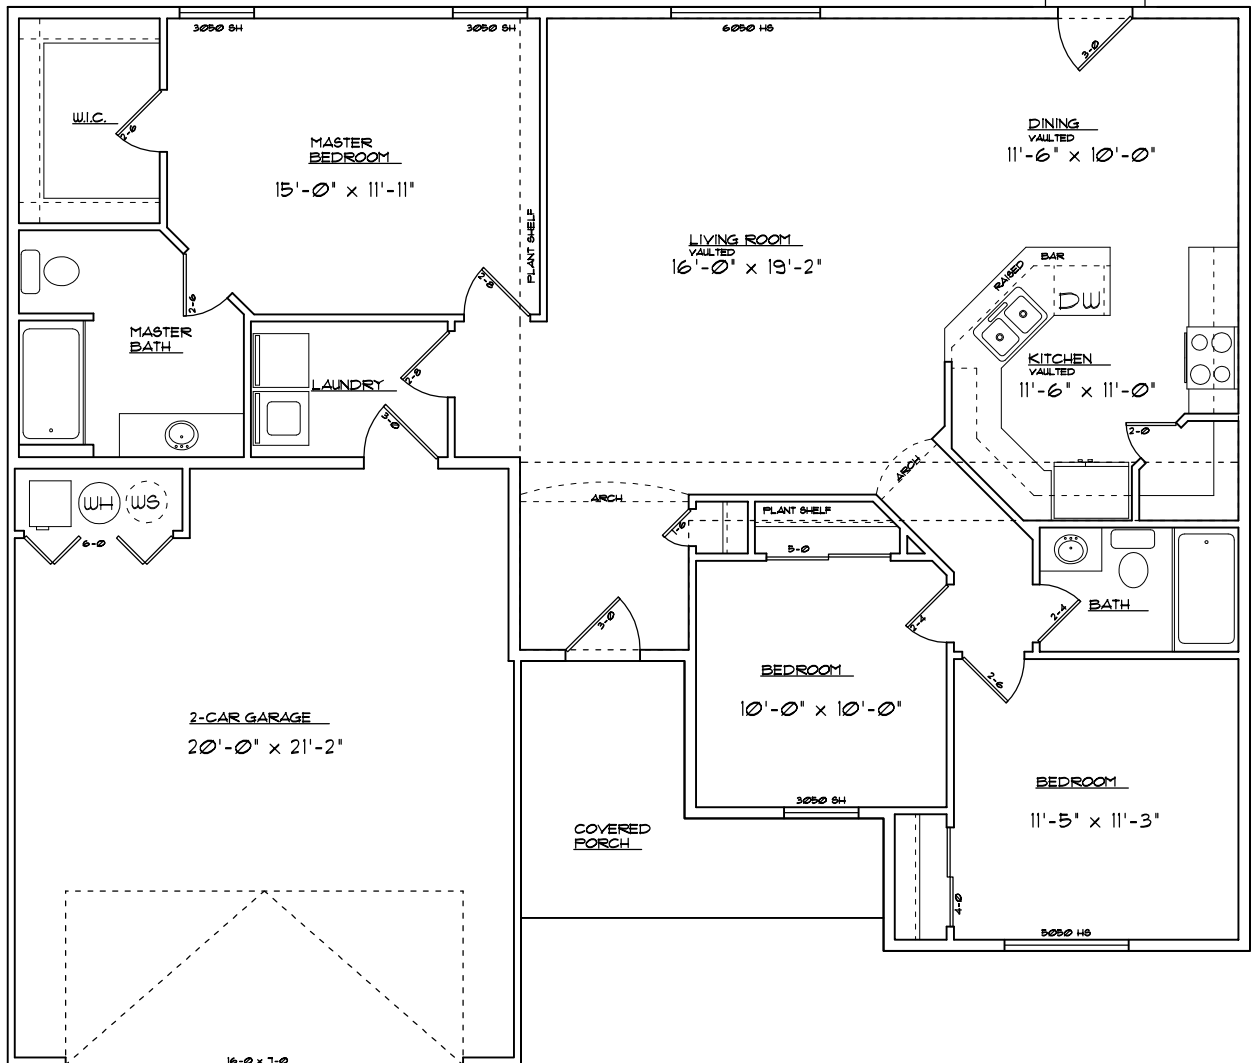 3050 SH
3050 SH
6050 HS
3-0
W.I.C.
2-6
MASTER
BEDROOM
15'-0" x 11'-11"
DINING
VAULTED
11'-6" x 10'-0"
PLANT SHELF
LIVING ROOM
VAULTED
16'-0" x 19'-2"
RAISED
BAR
DW
2-6
2-8
MASTER
BATH
LAUNDRY
2-8
3-0
KITCHEN
VAULTED
11'-6" x 11'-0"
2-0
ARCH
ARCH
WH
WS
6-0
1-6
PLANT SHELF
5-0
3-0
2-4
2-4
BATH
2-6
BEDROOM
10'-0" x 10'-0"
2-CAR GARAGE
20'-0" x 21'-2"
3050 SH
BEDROOM
11'-5" x 11'-3"
COVERED
PORCH
4-0
5050 HS
16-0 x 7-0